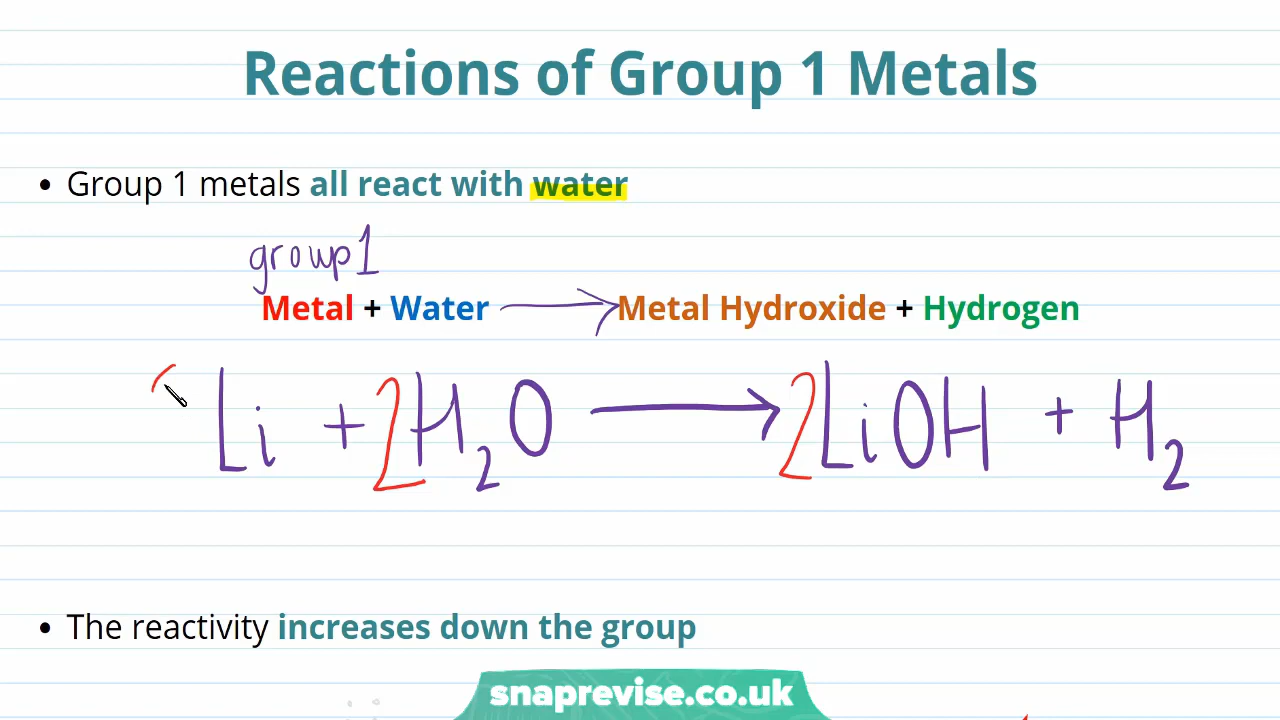 Reactions of Group 1 Metals
• Group 1 metals all react with water
group 1
Metal + Water → Metal Hydroxide + Hydrogen
Li + 2H₂O → 2LiOH + H₂
• The reactivity increases down the group
snaprevise.co.uk